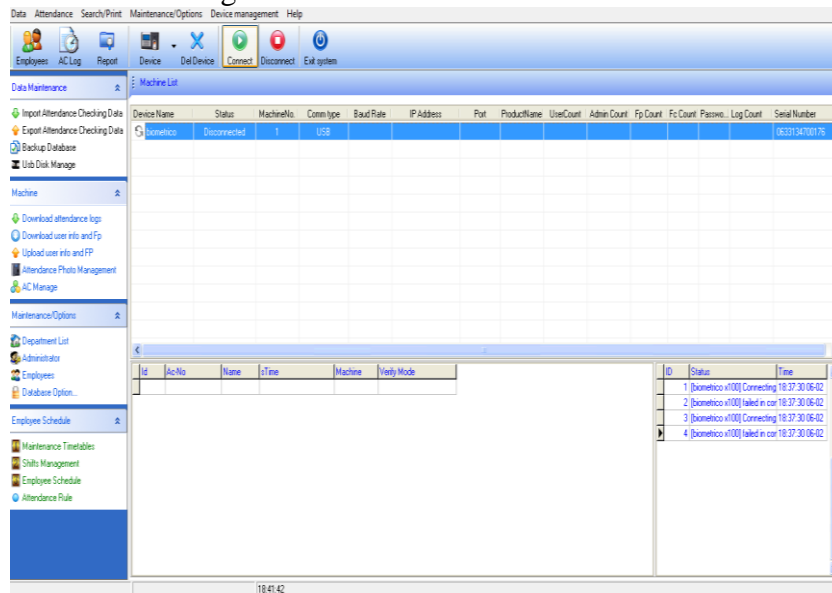 Data Attendance Search/Print Maintenance/Options Device management Help
Employees AC Log Report Device Del Device Connect Disconnect Exit system
Data Maintenance
Import Attendance Checking Data
Export Attendance Checking Data
Backup Database
Usb Disk Manage
Machine
Download attendance logs
Download user info and Fp
Upload user info and FP
Attendance Photo Management
AC Manage
Maintenance/Options
Department List
Administrator
Employees
Database Option...
Employee Schedule
Maintenance Timetables
Shifts Management
Employee Schedule
Attendance Rule
Machine List
Device Name Status MachineNo. Comm type Baud Rate IP Address Port ProductName UserCount Admin Count Fp Count Fc Count Passwo... Log Count Serial Number
biometrico Disconnected 1 USB 0633134700176
Id Ac-No Name sTime Machine Verify Mode
ID Status Time
1 [biometrico x100] Connecting 18:37:30 06-02
2 [biometrico x100] failed in cor 18:37:30 06-02
3 [biometrico x100] Connecting 18:37:30 06-02
4 [biometrico x100] failed in cor 18:37:30 06-02
18:41:42